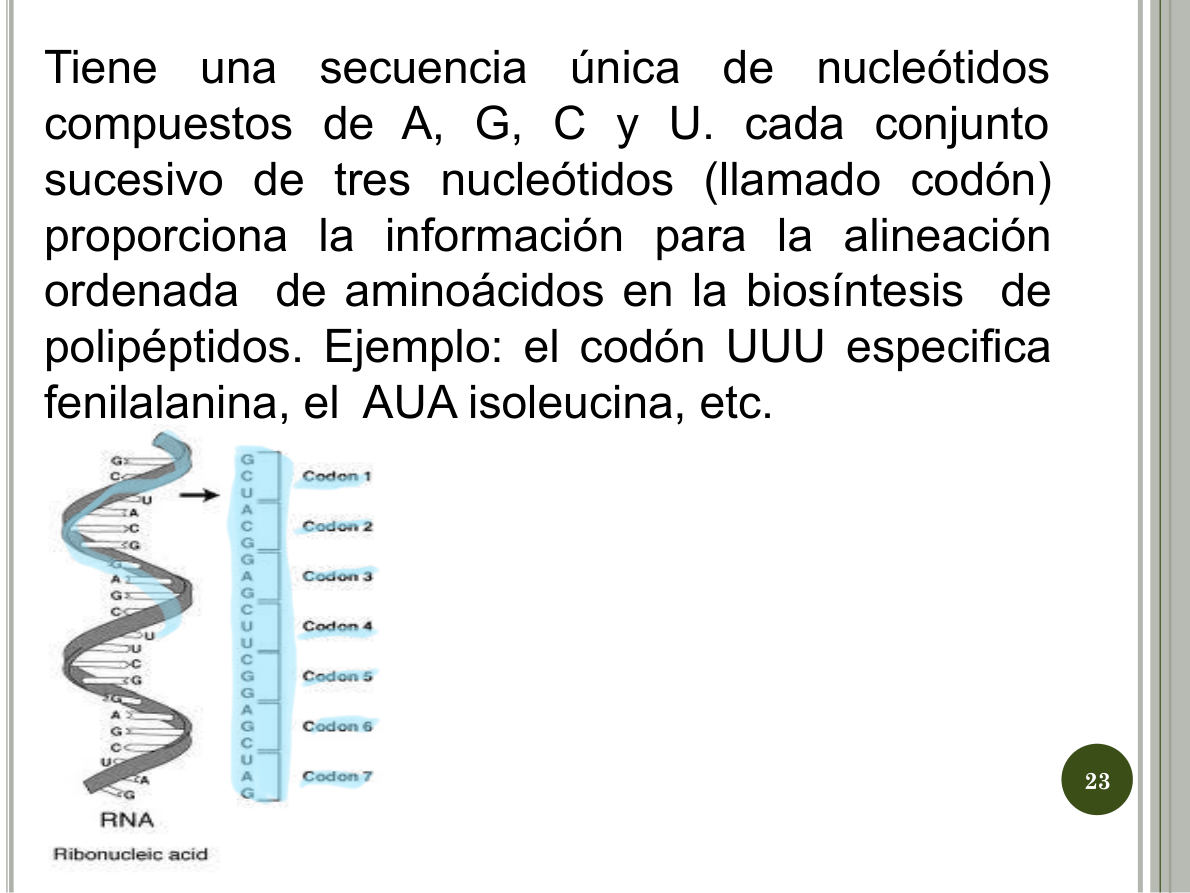 Tiene una secuencia única de nucleótidos
compuestos de A, G, C y U. cada conjunto
sucesivo de tres nucleótidos (llamado codón)
proporciona la información para la alineación
ordenada de aminoácidos en la biosíntesis de
polipéptidos. Ejemplo: el codón UUU especifica
fenilalanina, el AUA isoleucina, etc.
G
C
U
A
C
G
G
A
G
C
U
U
C
G
G
A
G
C
U
A
G
RNA
Ribonucleic acid
G
C
U
Codon 1
A
C
G
Codon 2
G
A
G
Codon 3
C
U
U
Codon 4
C
G
G
Codon 5
A
G
C
Codon 6
U
A
G
Codon 7
23